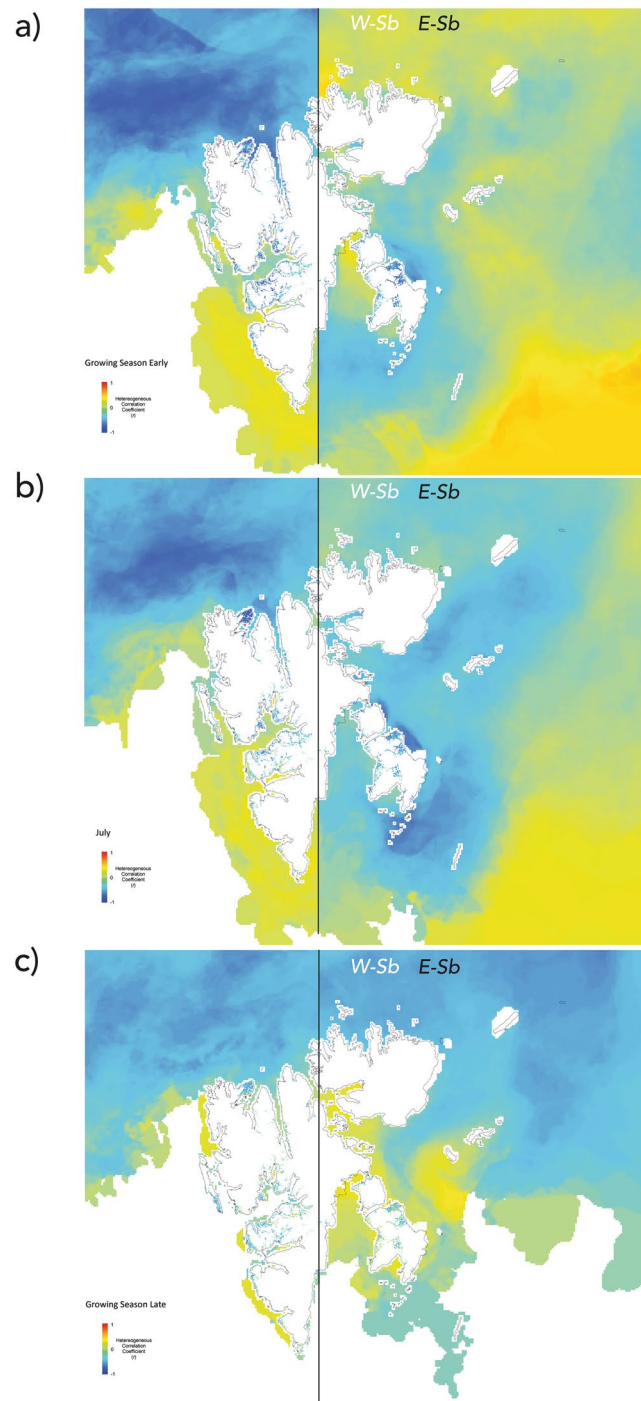 a)
W-Sb E-Sb
Growing Season Early
1
0
-1
Heterogeneous
Correlation
Coefficient
(r)
b)
W-Sb E-Sb
July
1
0
-1
Heterogeneous
Correlation
Coefficient
(r)
c)
W-Sb E-Sb
Growing Season Late
1
0
-1
Heterogeneous
Correlation
Coefficient
(r)